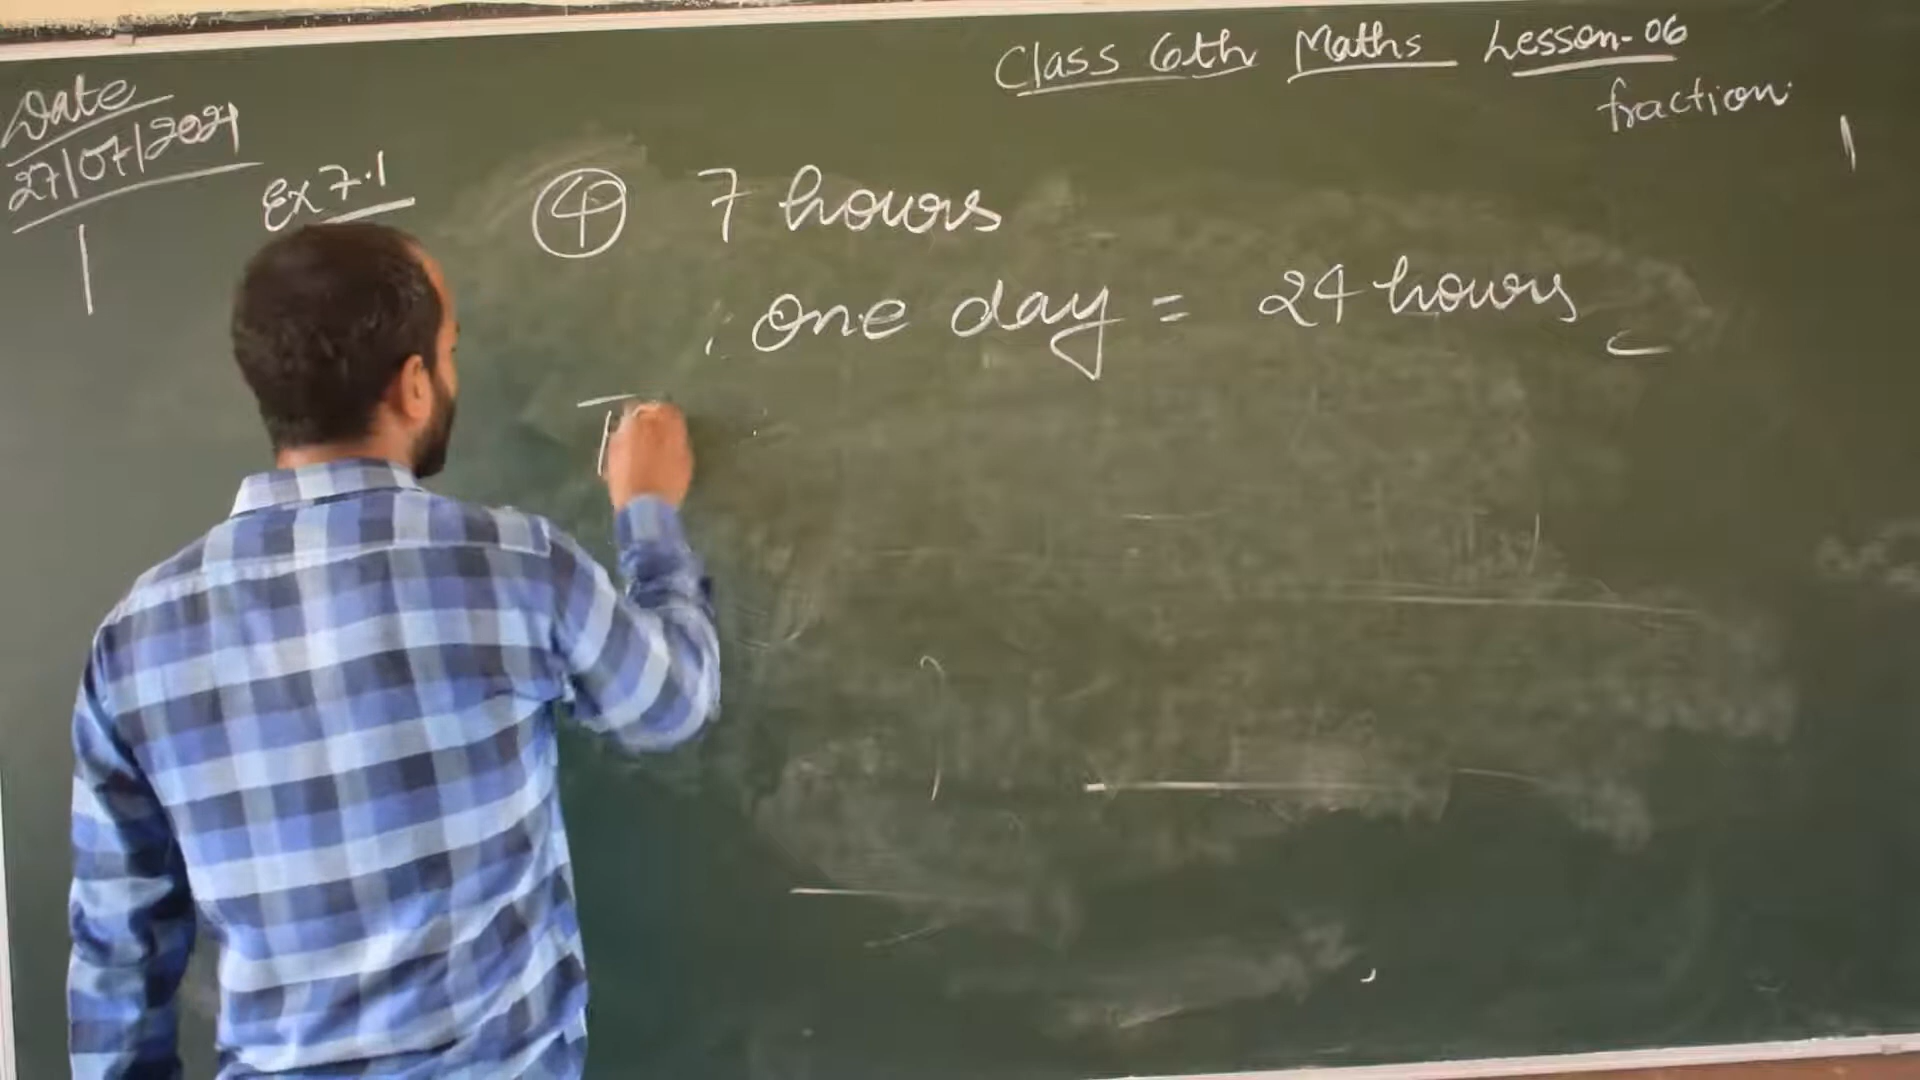 Class 6th Maths Lesson-06
fraction
Date
27/07/2021
Ex 7.1
④ 7 hours
one day = 24 hours